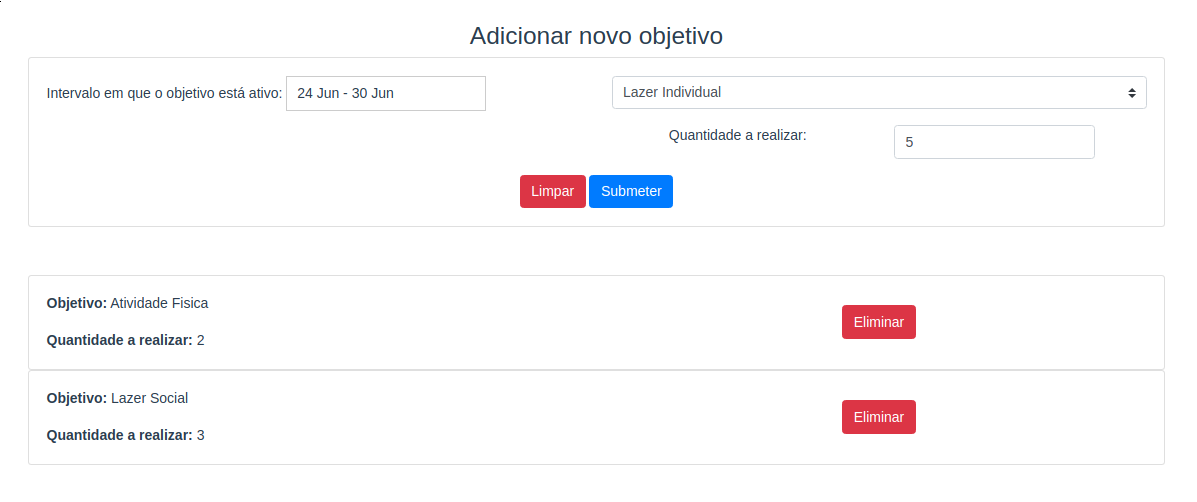 Adicionar novo objetivo
Intervalo em que o objetivo está ativo: 24 Jun - 30 Jun
Lazer Individual
Quantidade a realizar: 5
Limpar Submeter
Objetivo: Atividade Fisica
Eliminar
Quantidade a realizar: 2
Objetivo: Lazer Social
Eliminar
Quantidade a realizar: 3